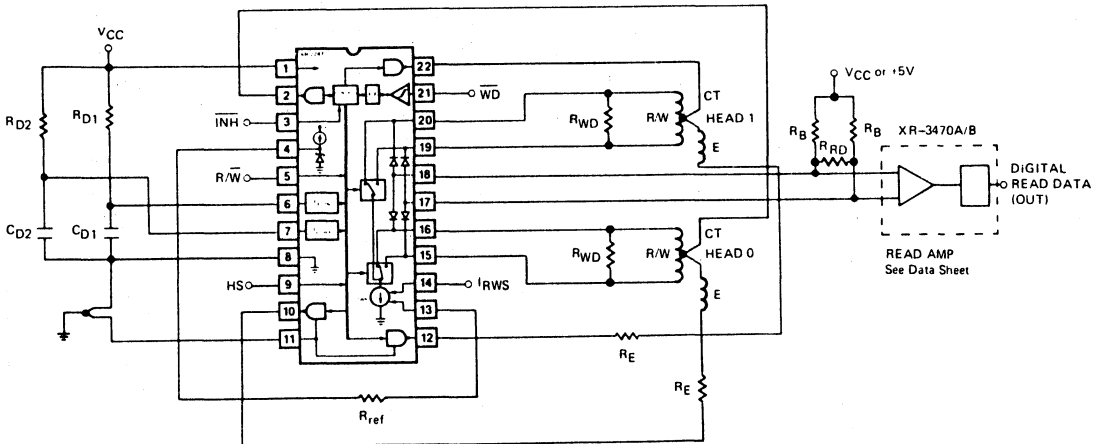 VCC
RD2
RD1
CD2
CD1
INH
R/W
HS
1
2
3
4
5
6
7
8
9
10
11
22
21
20
19
18
17
16
15
14
13
12
WD
IRWS
RWD
R/W
CT
HEAD 1
E
RWD
R/W
CT
HEAD 0
E
RE
RE
Rref
VCC or +5V
RB
RB
RRD
XR-3470A/B
DIGITAL
READ DATA
(OUT)
READ AMP
See Data Sheet